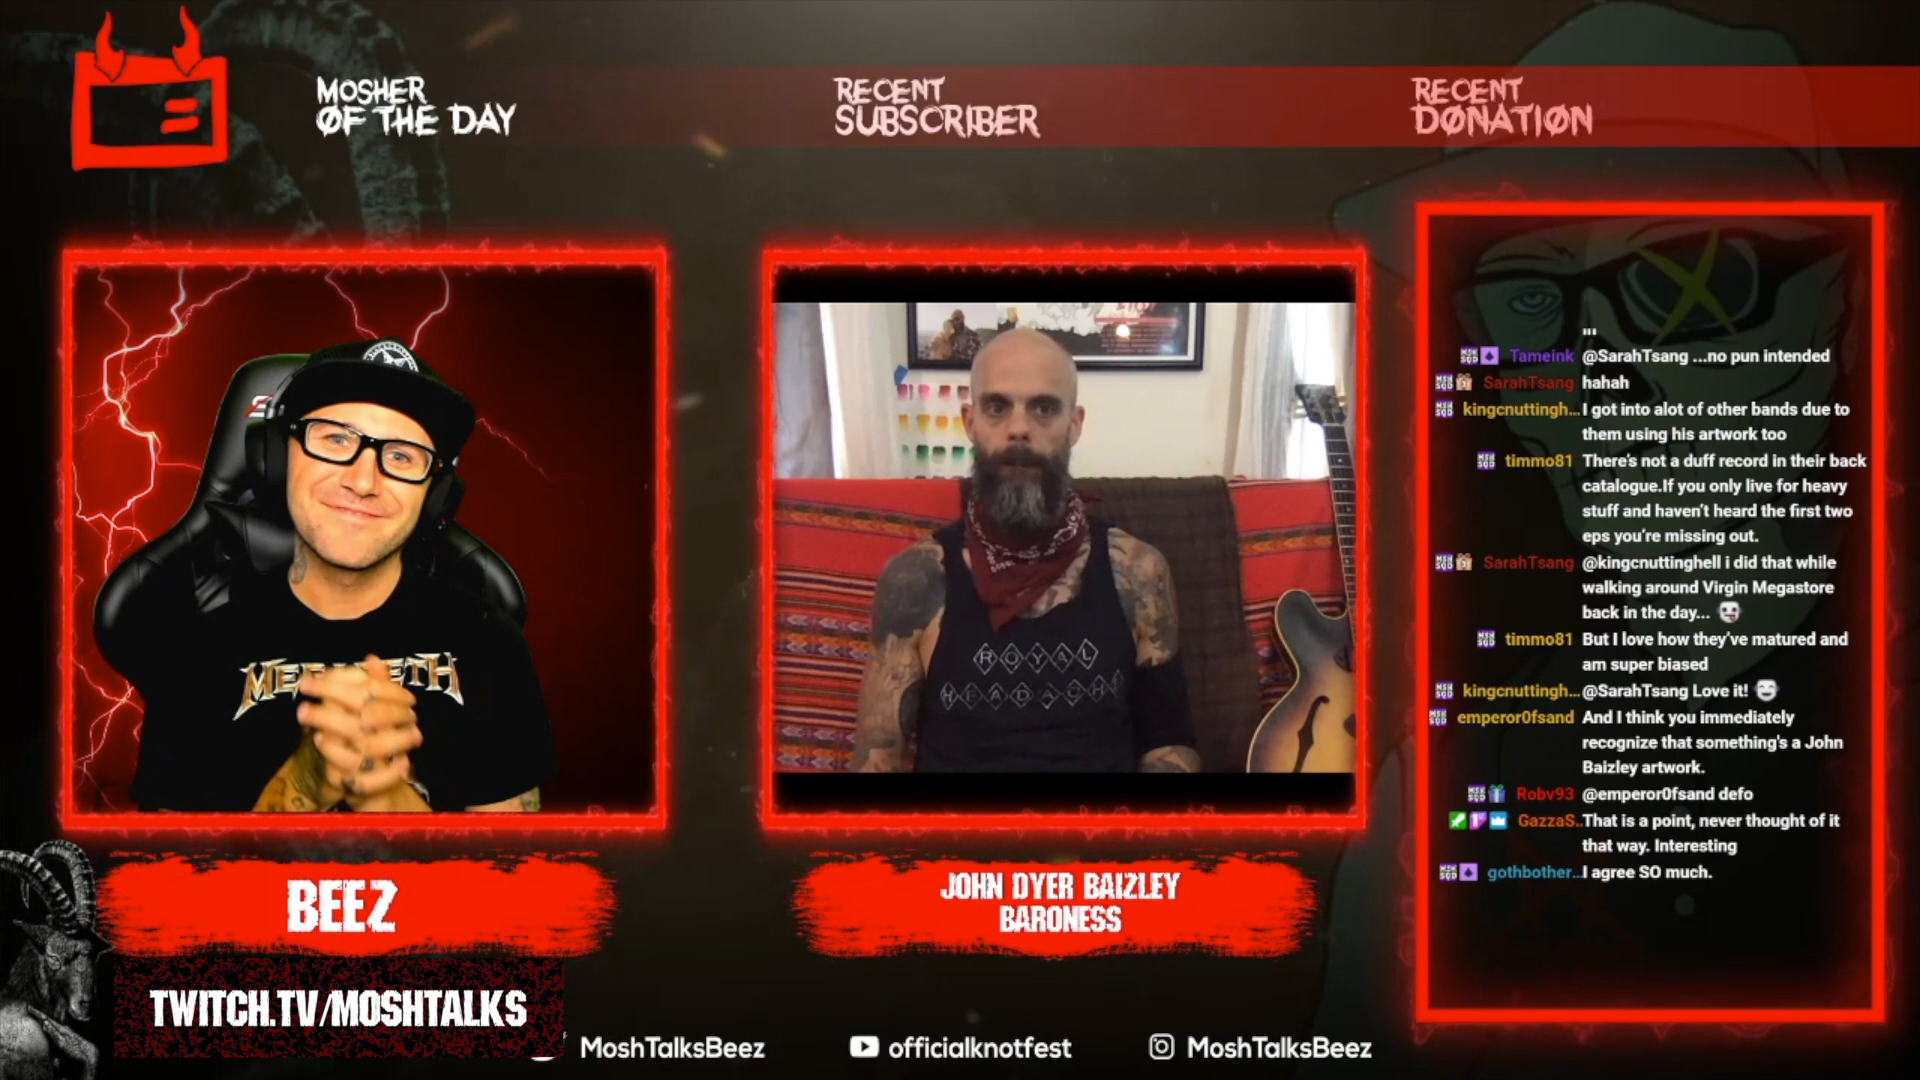 MOSHER
ØF THE DAY
RECENT
SUBSCRIBER
RECENT
DØNATIØN
MEGADETH
ROYAL
HEADACHE
...
Tameink @SarahTsang ...no pun intended
SarahTsang hahah
kingcnuttingh... I got into alot of other bands due to
them using his artwork too
timmo81 There's not a duff record in their back
catalogue.If you only live for heavy
stuff and haven't heard the first two
eps you're missing out.
SarahTsang @kingcnuttinghell i did that while
walking around Virgin Megastore
back in the day...
timmo81 But I love how they've matured and
am super biased
kingcnuttingh... @SarahTsang Love it!
emperor0fsand And I think you immediately
recognize that something's a John
Baizley artwork.
Robv93 @emperor0fsand defo
GazzaS.. That is a point, never thought of it
that way. Interesting
gothbother... I agree SO much.
BEEZ
JOHN DYER BAIZLEY
BARONESS
TWITCH.TV/MOSHTALKS
MoshTalksBeez
officialknotfest
MoshTalksBeez